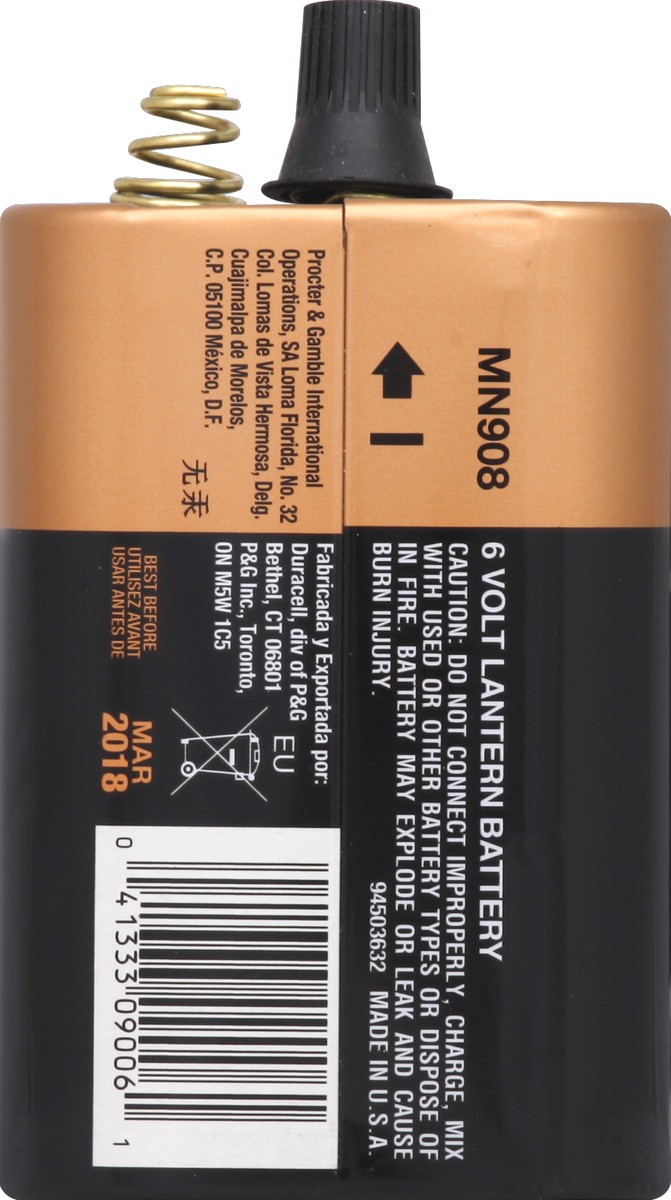 MN908
6 VOLT LANTERN BATTERY
CAUTION: DO NOT CONNECT IMPROPERLY, CHARGE, MIX
WITH USED OR OTHER BATTERY TYPES OR DISPOSE OF
IN FIRE. BATTERY MAY EXPLODE OR LEAK AND CAUSE
BURN INJURY.
94503632 MADE IN U.S.A.
Procter & Gamble International
Operations, SA Loma Florida, No. 32
Col. Lomas de Vista Hermosa, Delg.
Cuajimalpa de Morelos,
C.P. 05100 México, D.F.
无汞
Fabricada y Exportada por:
Duracell, div of P&G
Bethel, CT 06801
P&G Inc., Toronto,
ON M5W 1C5
EU
BEST BEFORE
UTILISEZ AVANT
USAR ANTES DE
MAR
2018
0 41333 09006 1